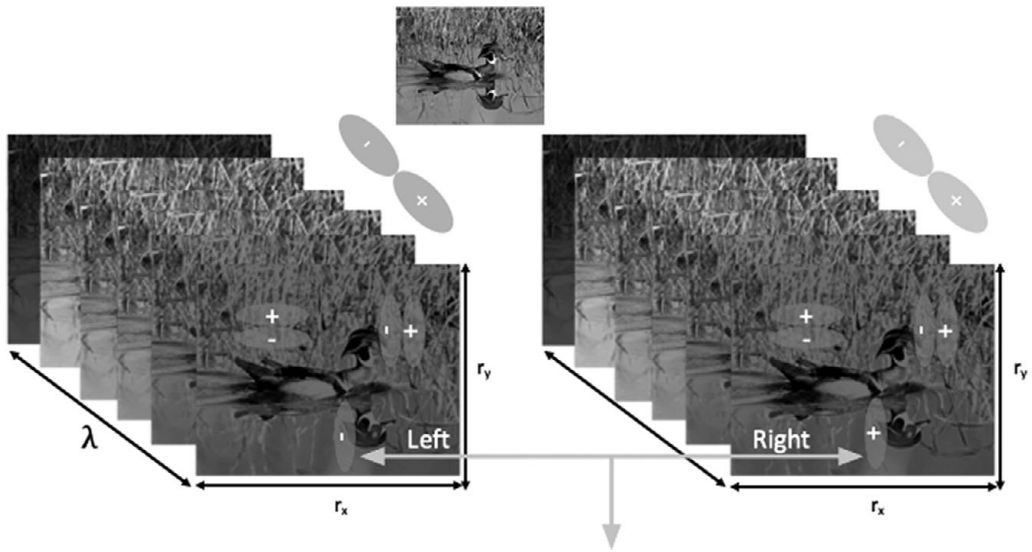 -
×
-
×
+
-
-
+
+
-
-
+
r_y
r_y
λ
-
Left
Right
+
r_x
r_x